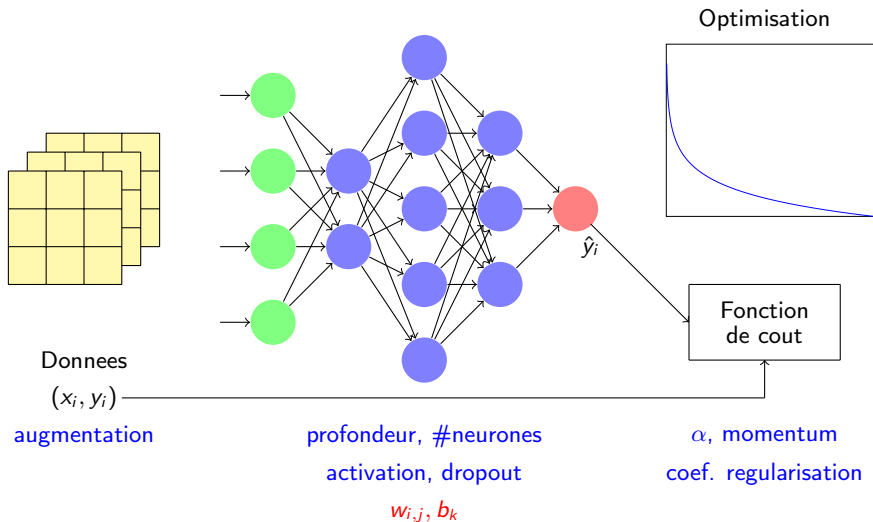 Optimisation
ŷᵢ
Fonction
de cout
Donnees
(xᵢ, yᵢ)
augmentation
profondeur, #neurones
activation, dropout
wᵢ,ⱼ, bₖ
α, momentum
coef. regularisation